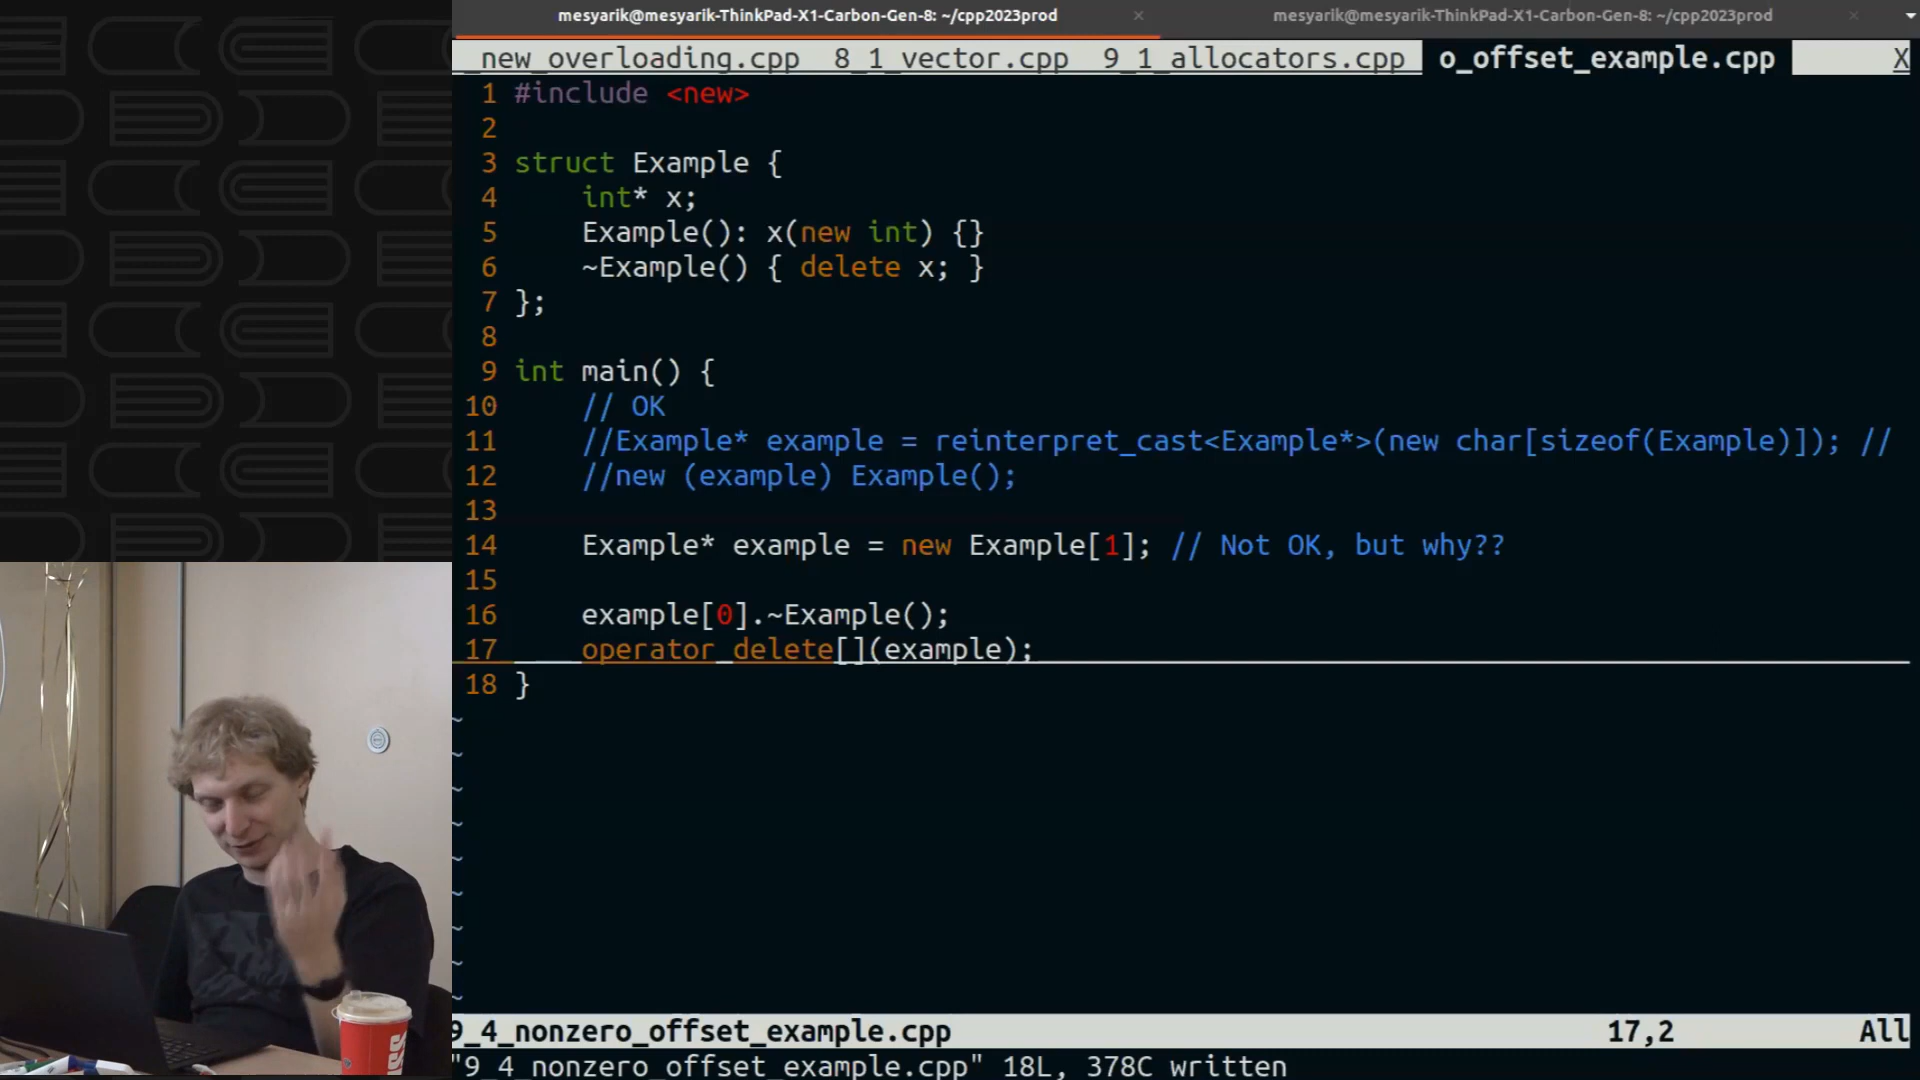 mesyarik@mesyarik-ThinkPad-X1-Carbon-Gen-8: ~/cpp2023prod × mesyarik@mesyarik-ThinkPad-X1-Carbon-Gen-8: ~/cpp2023prod ×
_new_overloading.cpp 8_1_vector.cpp 9_1_allocators.cpp o_offset_example.cpp X
1 #include <new>
2
3 struct Example {
4 int* x;
5 Example(): x(new int) {}
6 ~Example() { delete x; }
7 };
8
9 int main() {
10 // OK
11 //Example* example = reinterpret_cast<Example*>(new char[sizeof(Example)]); //
12 //new (example) Example();
13
14 Example* example = new Example[1]; // Not OK, but why??
15
16 example[0].~Example();
17 operator delete[](example);
18 }
~
~
~
~
~
~
~
~
~
9_4_nonzero_offset_example.cpp 17,2 All
"9_4_nonzero_offset_example.cpp" 18L, 378C written